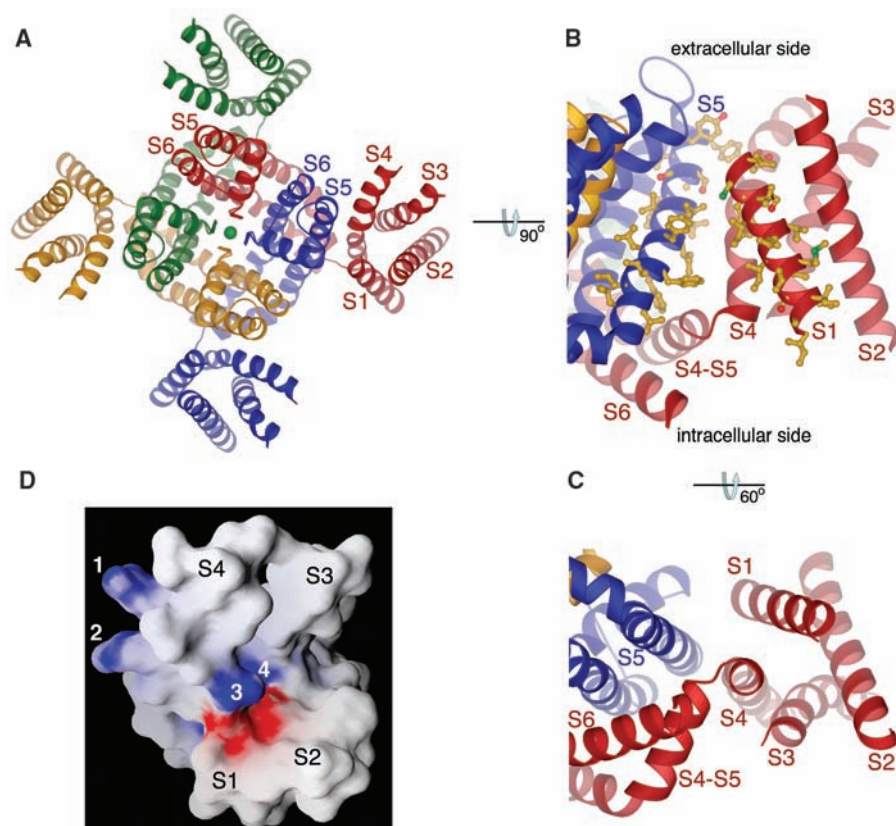 A
S5
S6
S6
S5
S4
S3
S2
S1
B
extracellular side
S5
S3
S4
S1
S2
S4-S5
S6
intracellular side
90°
D
1
2
S4
S3
4
3
S2
S1
C
60°
S1
S5
S6
S4
S3
S2
S4-S5